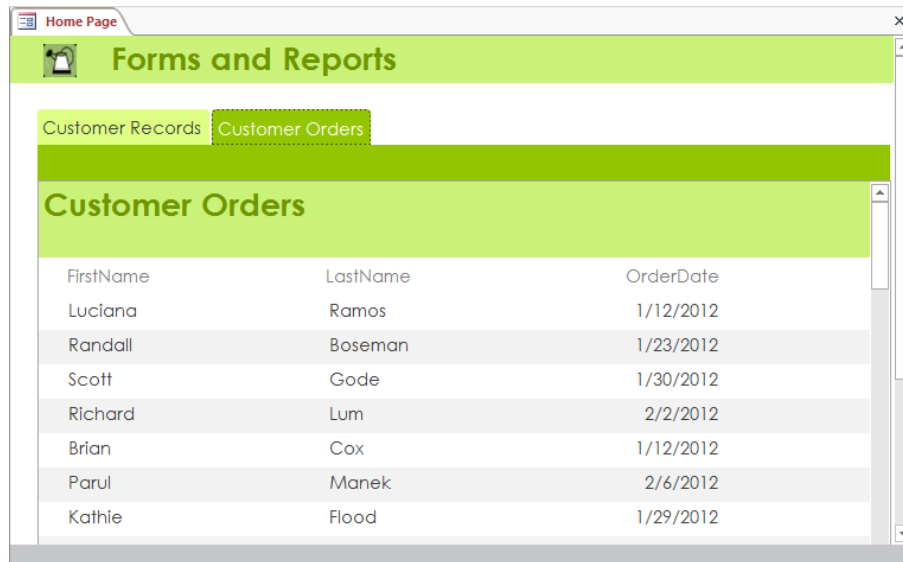 Home Page
Forms and Reports
Customer Records Customer Orders
Customer Orders
FirstName LastName OrderDate
Luciana Ramos 1/12/2012
Randall Boseman 1/23/2012
Scott Gode 1/30/2012
Richard Lum 2/2/2012
Brian Cox 1/12/2012
Parul Manek 2/6/2012
Kathie Flood 1/29/2012